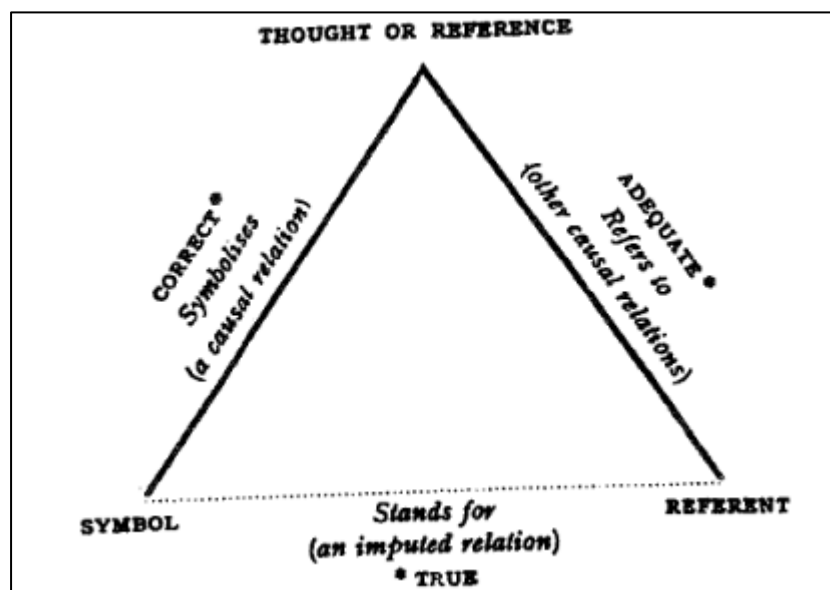 THOUGHT OR REFERENCE
CORRECT*
Symbolises
(a causal relation)
ADEQUATE*
Refers to
(other causal relations)
SYMBOL
Stands for
(an imputed relation)
* TRUE
REFERENT